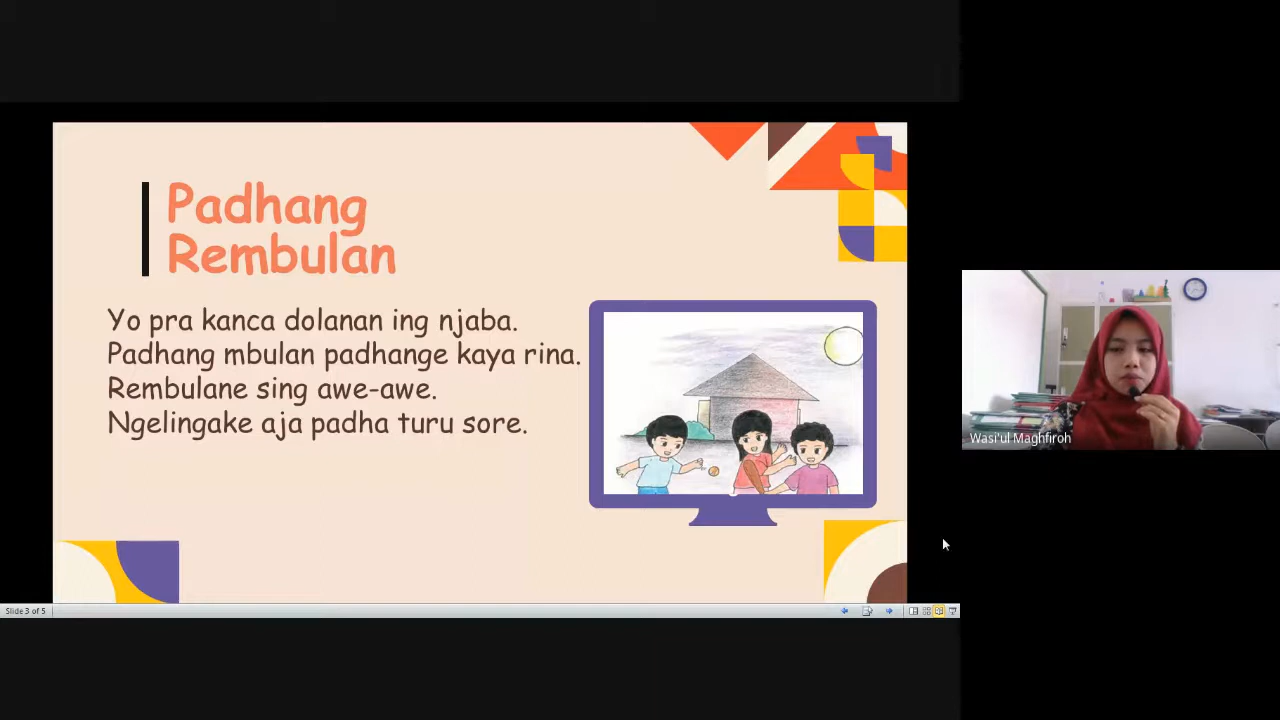 Padhang
Rembulan
Yo pra kanca dolanan ing njaba.
Padhang mbulan padhange kaya rina.
Rembulane sing awe-awe.
Ngelingake aja padha turu sore.
Wasi'ul Maghfiroh
Slide 3 of 5